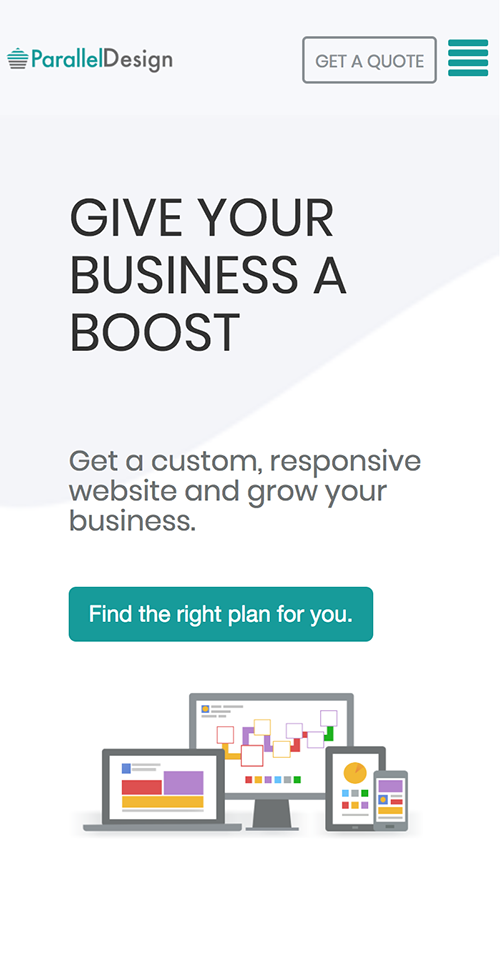 ParallelDesign
GET A QUOTE
GIVE YOUR
BUSINESS A
BOOST
Get a custom, responsive
website and grow your
business.
Find the right plan for you.